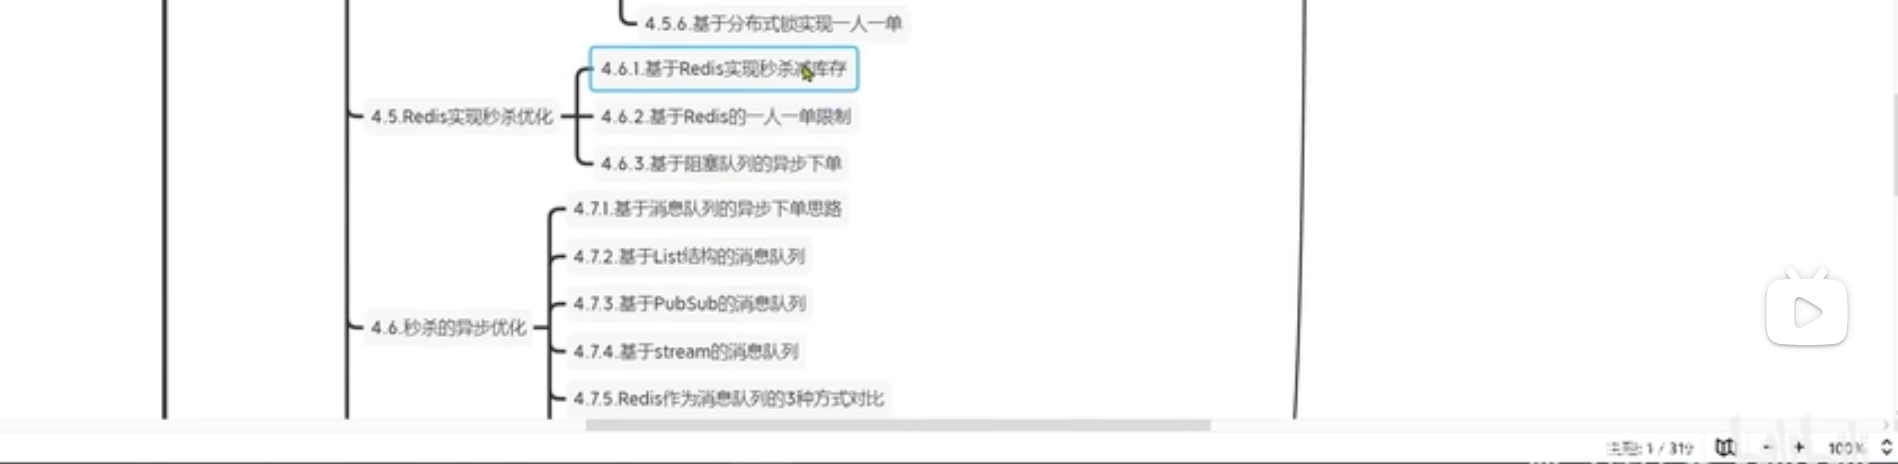 4.5.6.基于分布式锁实现一人一单
4.6.1.基于Redis实现秒杀减库存
4.5.Redis实现秒杀优化
4.6.2.基于Redis的一人一单限制
4.6.3.基于阻塞队列的异步下单
4.7.1.基于消息队列的异步下单思路
4.7.2.基于List结构的消息队列
4.7.3.基于PubSub的消息队列
4.6.秒杀的异步优化
4.7.4.基于stream的消息队列
4.7.5.Redis作为消息队列的3种方式对比
主题: 1 / 319
100%